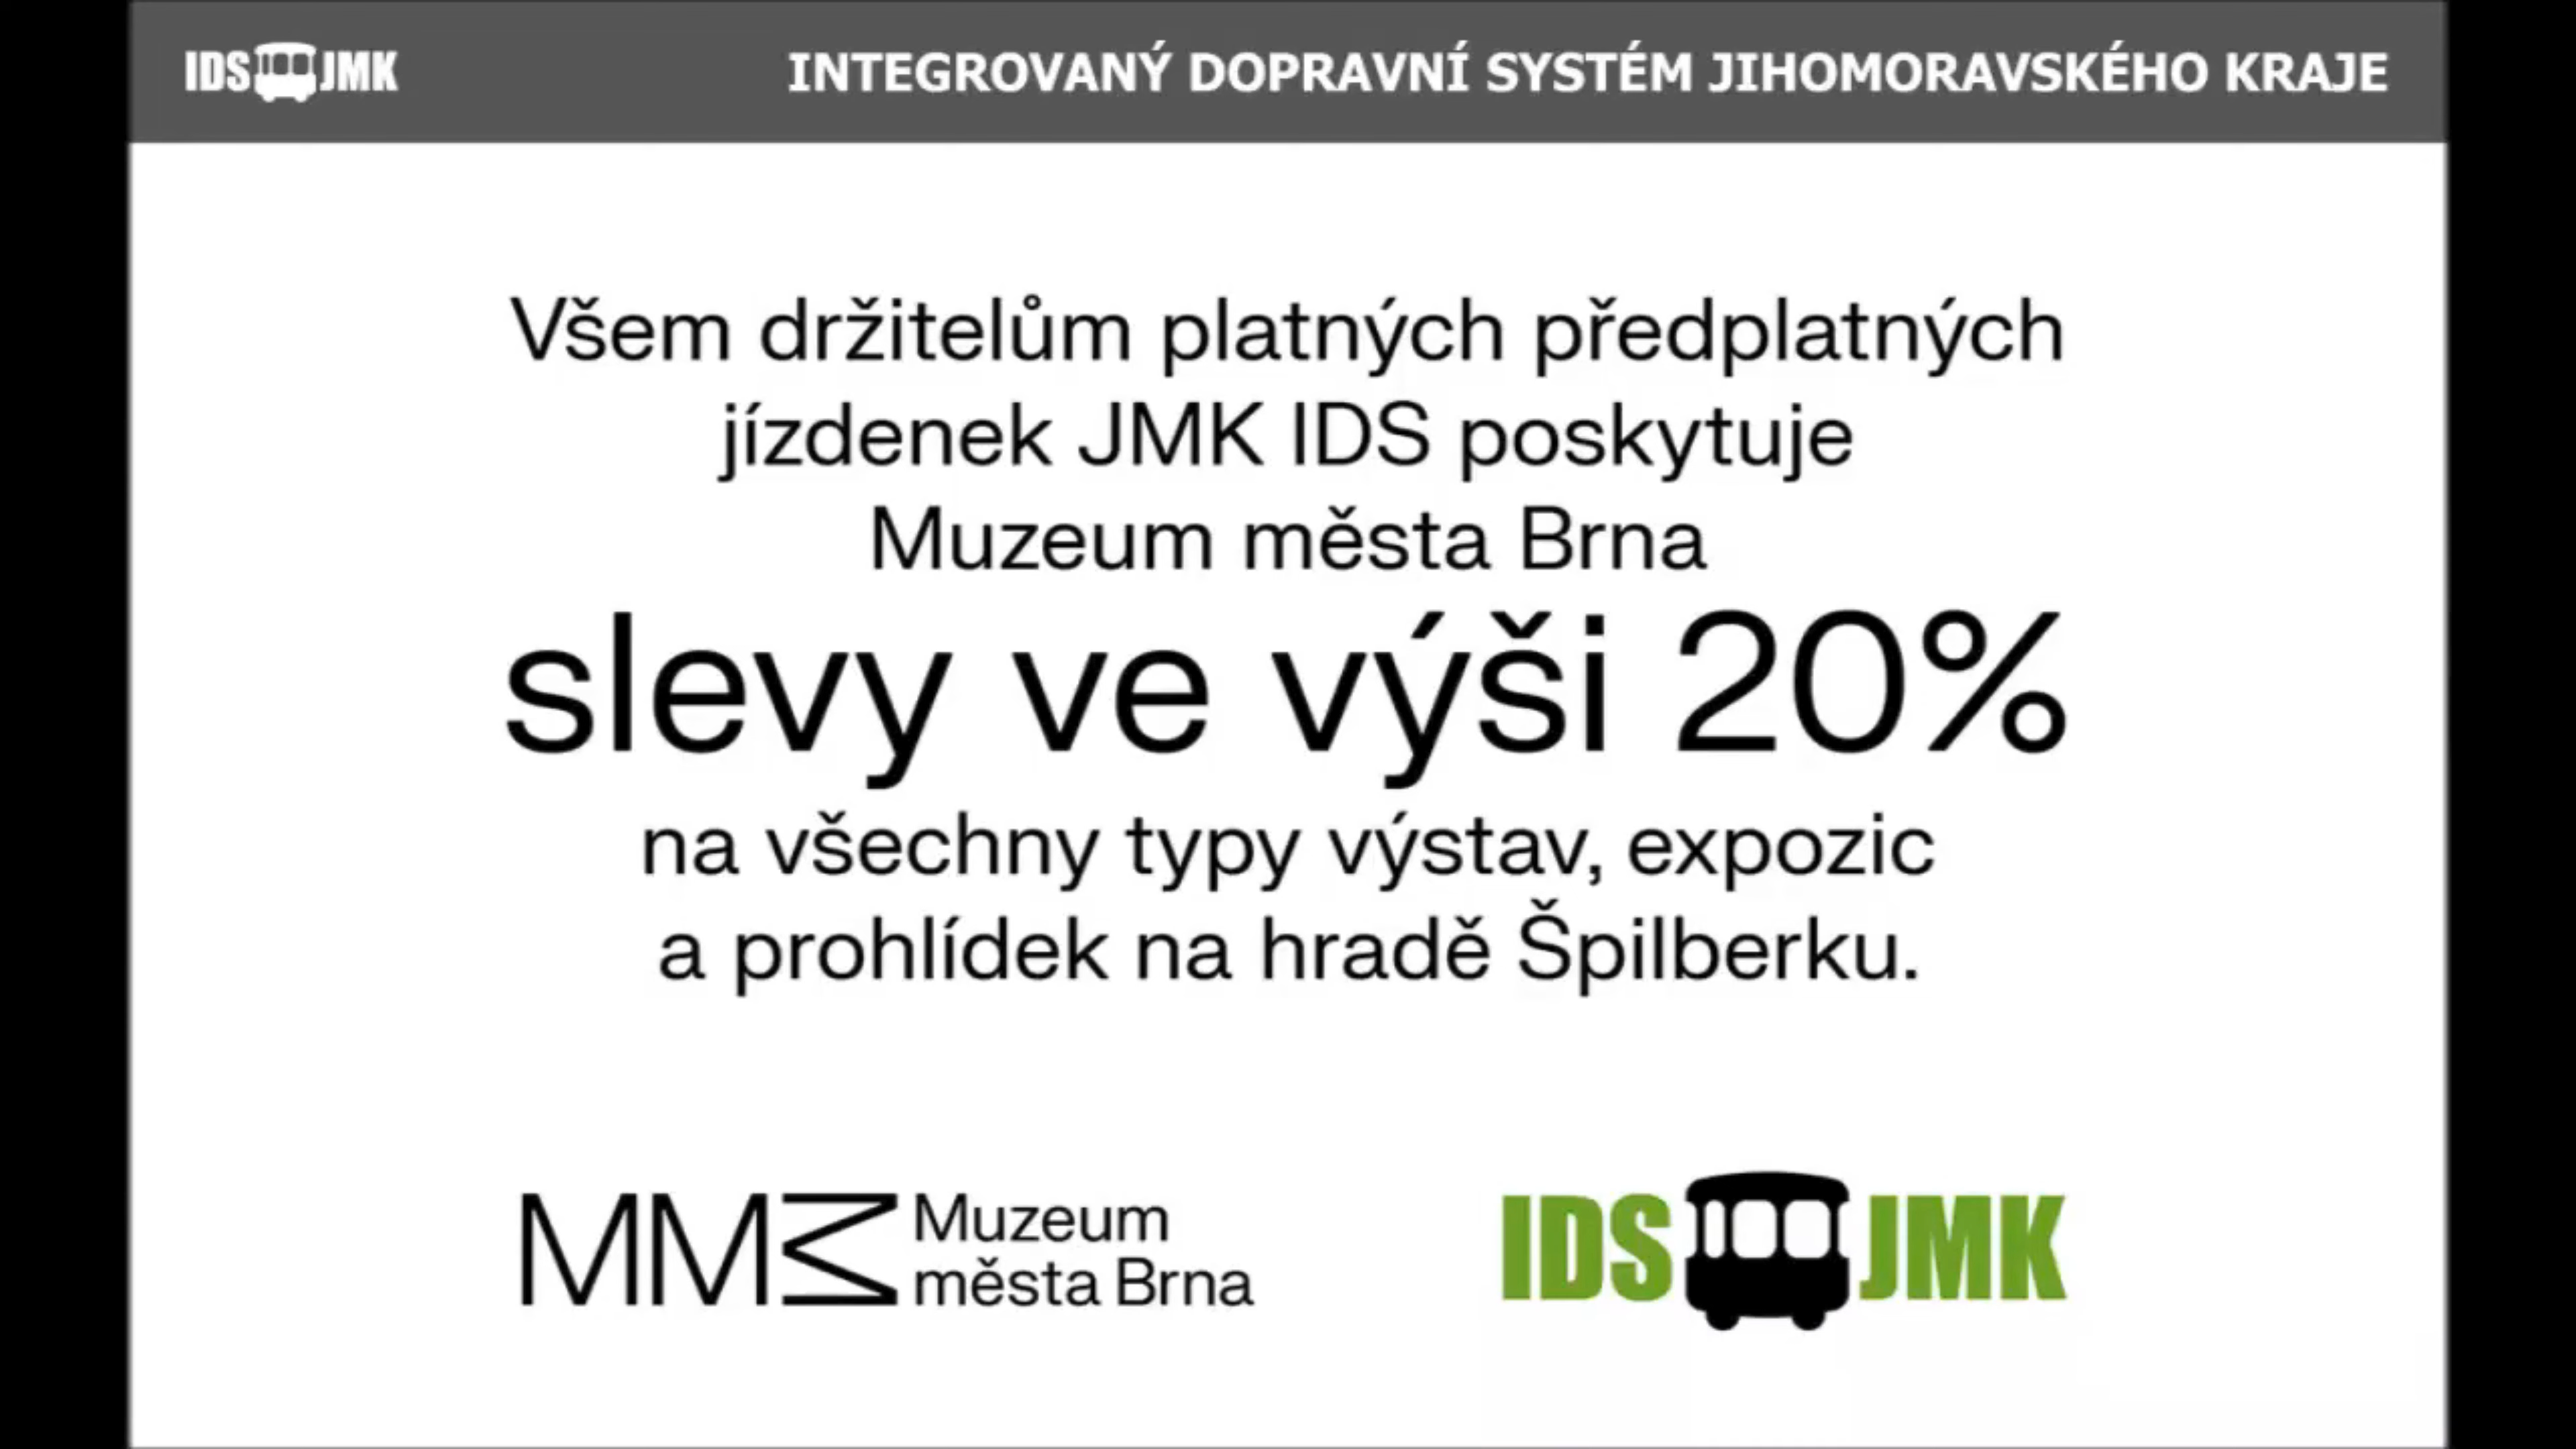 IDS JMK
INTEGROVANÝ DOPRAVNÍ SYSTÉM JIHOMORAVSKÉHO KRAJE
Všem držitelům platných předplatných
jízdenek JMK IDS poskytuje
Muzeum města Brna
slevy ve výši 20%
na všechny typy výstav, expozic
a prohlídek na hradě Špilberku.
MMM Muzeum
města Brna
IDS JMK